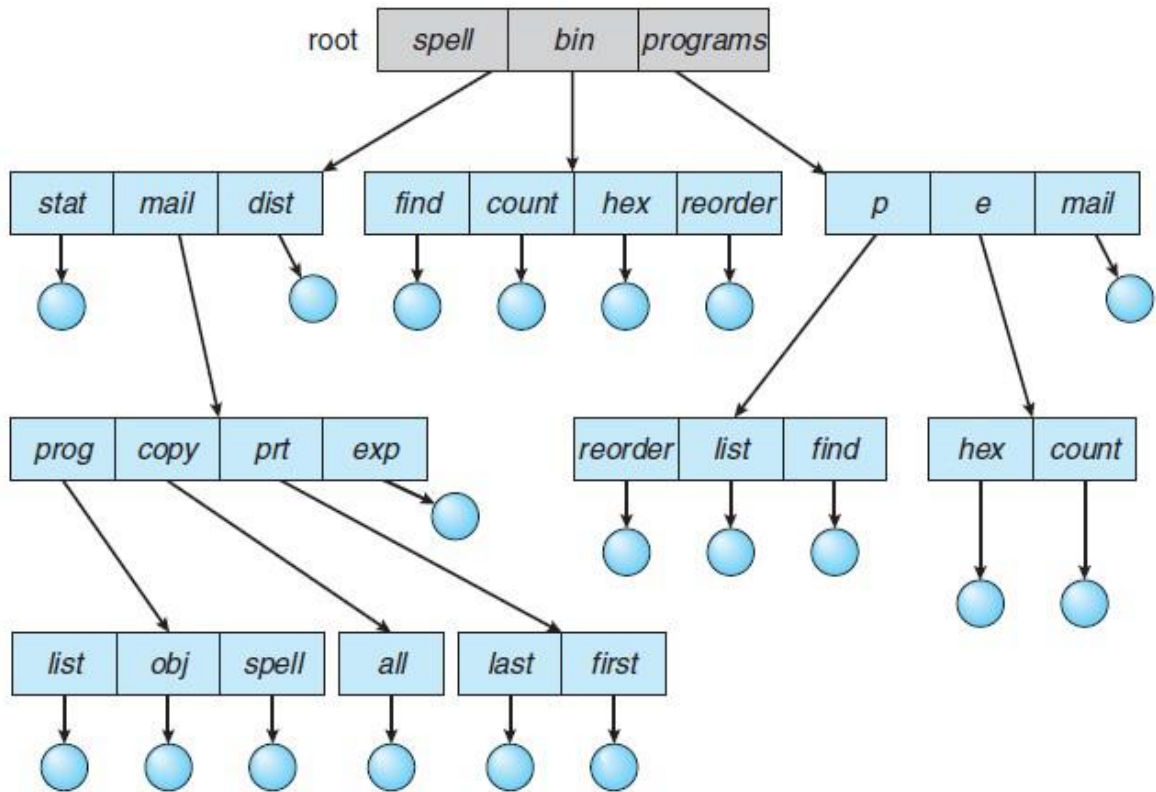 root spell bin programs
stat mail dist find count hex reorder p e mail
prog copy prt exp reorder list find hex count
list obj spell all last first